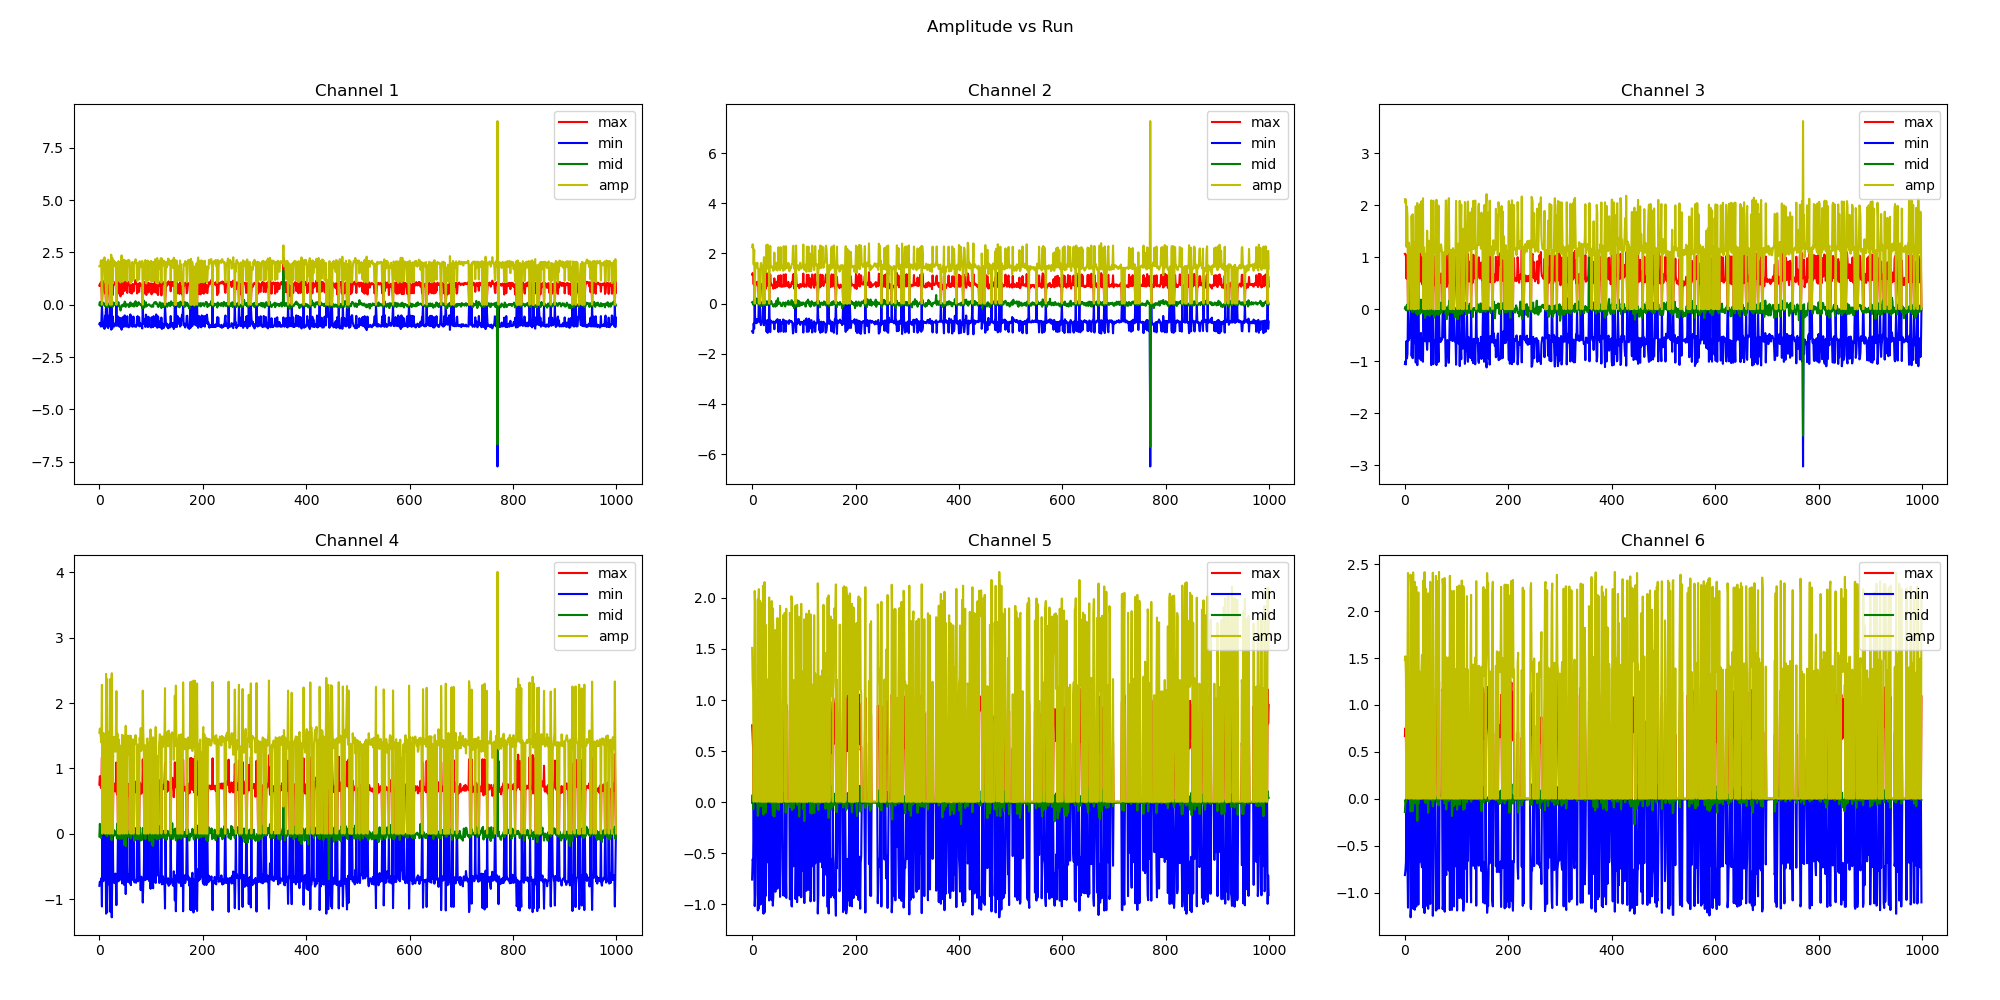 Amplitude vs Run
Channel 1
7.5
5.0
2.5
0.0
−2.5
−5.0
−7.5
0 200 400 600 800 1000
max
min
mid
amp
Channel 2
6
4
2
0
−2
−4
−6
0 200 400 600 800 1000
max
min
mid
amp
Channel 3
3
2
1
0
−1
−2
−3
0 200 400 600 800 1000
max
min
mid
amp
Channel 4
4
3
2
1
0
−1
0 200 400 600 800 1000
max
min
mid
amp
Channel 5
2.0
1.5
1.0
0.5
0.0
−0.5
−1.0
0 200 400 600 800 1000
max
min
mid
amp
Channel 6
2.5
2.0
1.5
1.0
0.5
0.0
−0.5
−1.0
0 200 400 600 800 1000
max
min
mid
amp